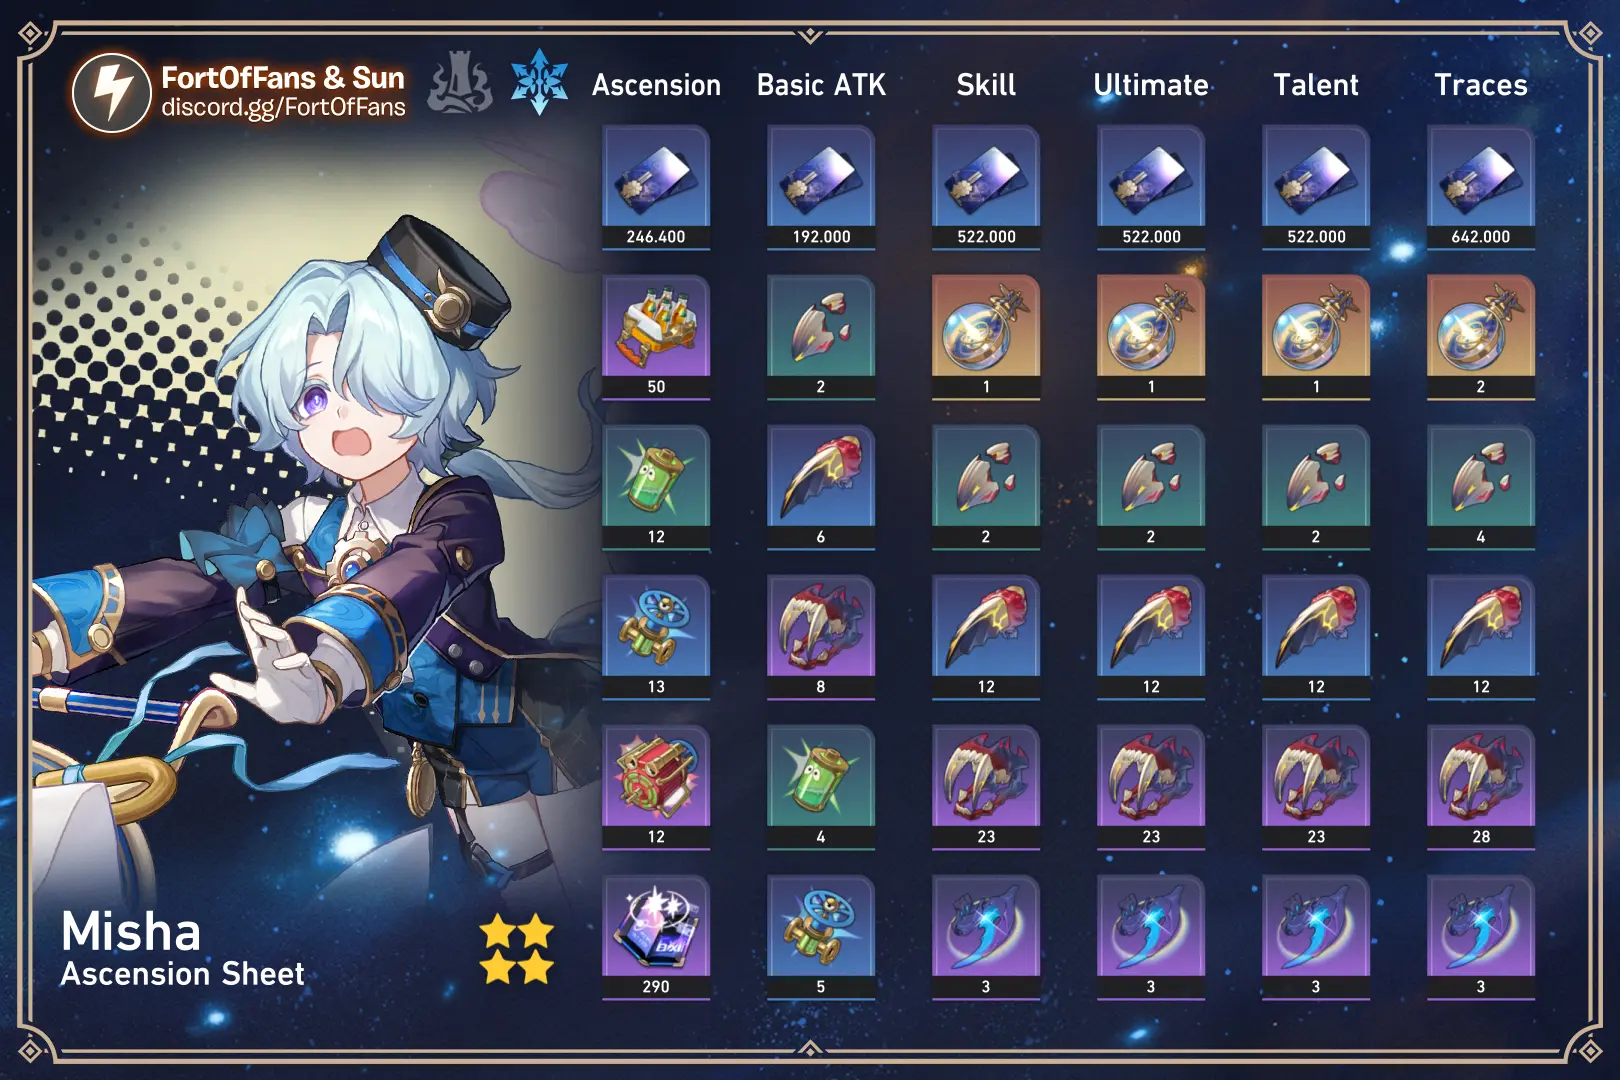 FortOfFans & Sun
discord.gg/FortOfFans
Ascension Basic ATK Skill Ultimate Talent Traces
246.400 192.000 522.000 522.000 522.000 642.000
50 2 1 1 1 2
12 6 2 2 2 4
13 8 12 12 12 12
12 4 23 23 23 28
290 5 3 3 3 3
Misha
Ascension Sheet